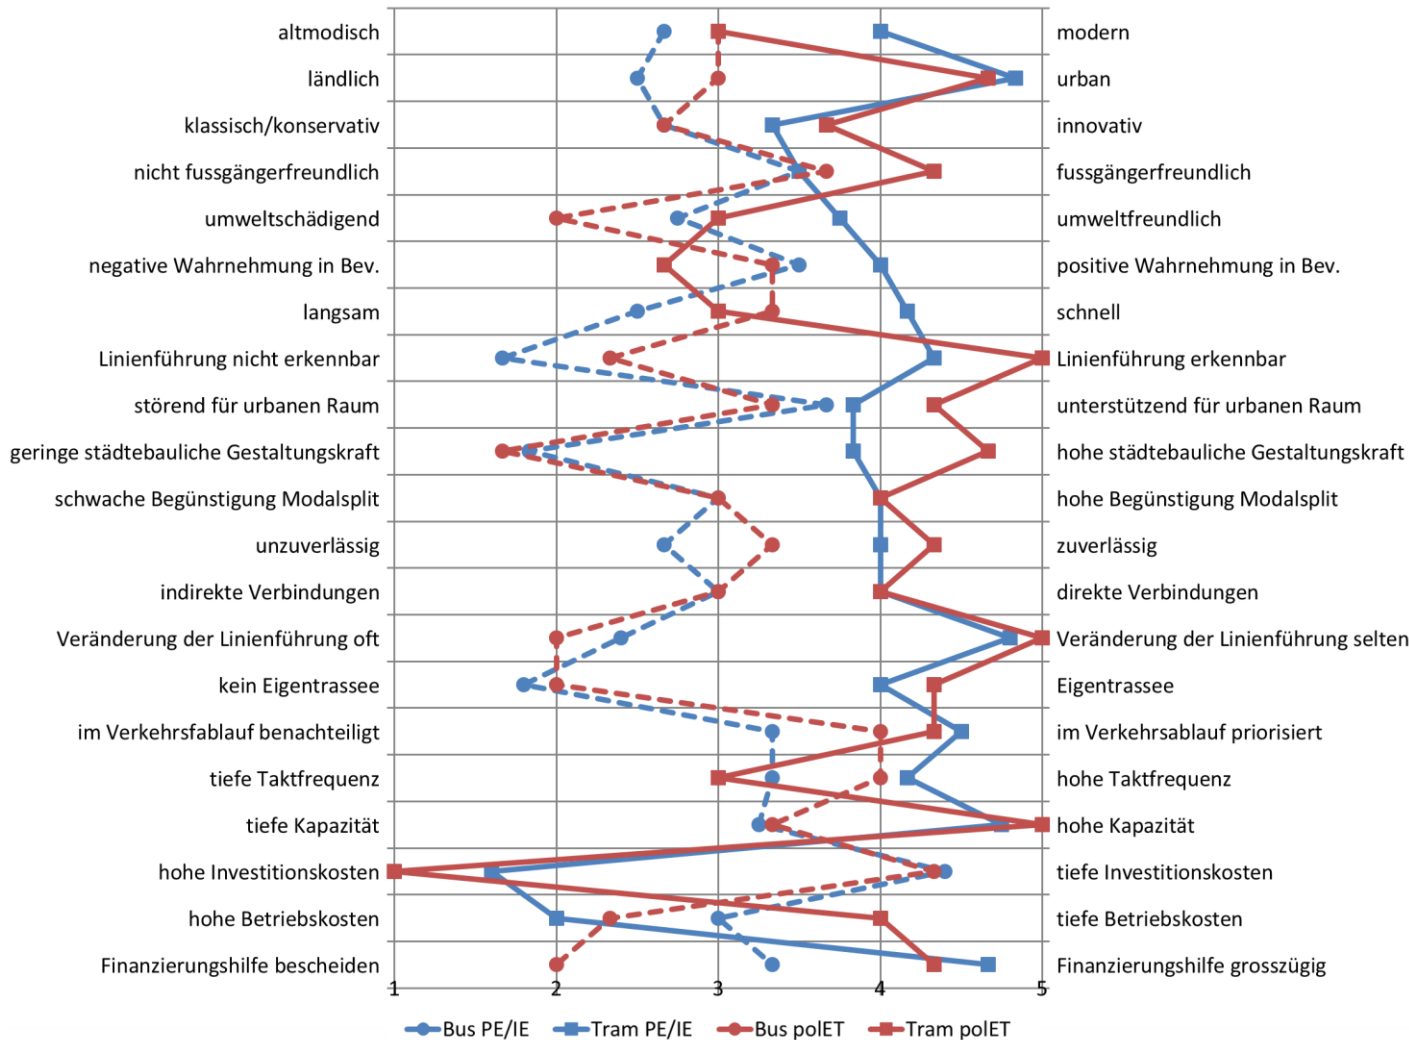 altmodisch modern
ländlich urban
klassisch/konservativ innovativ
nicht fussgängerfreundlich fussgängerfreundlich
umweltschädigend umweltfreundlich
negative Wahrnehmung in Bev. positive Wahrnehmung in Bev.
langsam schnell
Linienführung nicht erkennbar Linienführung erkennbar
störend für urbanen Raum unterstützend für urbanen Raum
geringe städtebauliche Gestaltungskraft hohe städtebauliche Gestaltungskraft
schwache Begünstigung Modalsplit hohe Begünstigung Modalsplit
unzuverlässig zuverlässig
indirekte Verbindungen direkte Verbindungen
Veränderung der Linienführung oft Veränderung der Linienführung selten
kein Eigentrassee Eigentrassee
im Verkehrsfablauf benachteiligt im Verkehrsablauf priorisiert
tiefe Taktfrequenz hohe Taktfrequenz
tiefe Kapazität hohe Kapazität
hohe Investitionskosten tiefe Investitionskosten
hohe Betriebskosten tiefe Betriebskosten
Finanzierungshilfe bescheiden Finanzierungshilfe grosszügig
1 2 3 4 5
Bus PE/IE Tram PE/IE Bus polET Tram polET